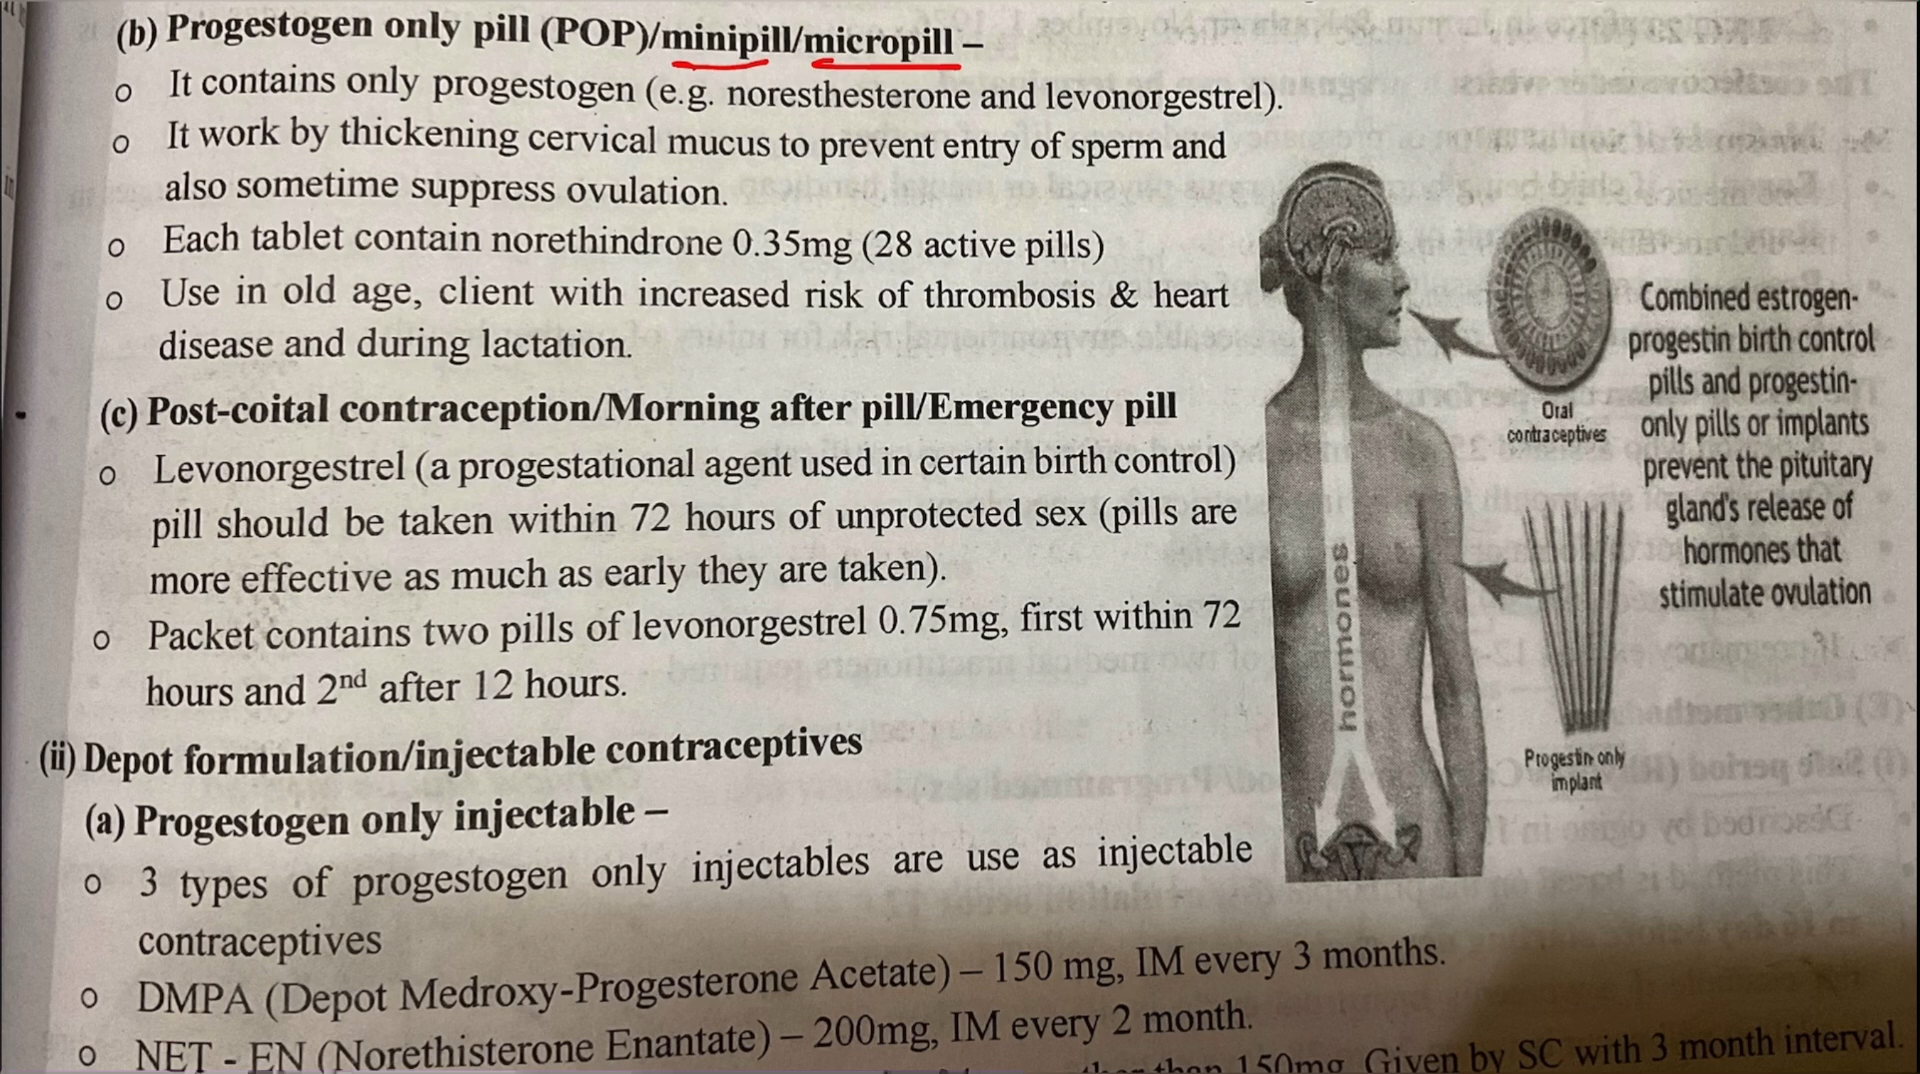 (b) Progestogen only pill (POP)/minipill/micropill –
o It contains only progestogen (e.g. noresthesterone and levonorgestrel).
o It work by thickening cervical mucus to prevent entry of sperm and
also sometime suppress ovulation.
o Each tablet contain norethindrone 0.35mg (28 active pills)
o Use in old age, client with increased risk of thrombosis & heart
disease and during lactation.
(c) Post-coital contraception/Morning after pill/Emergency pill
o Levonorgestrel (a progestational agent used in certain birth control)
pill should be taken within 72 hours of unprotected sex (pills are
more effective as much as early they are taken).
o Packet contains two pills of levonorgestrel 0.75mg, first within 72
hours and 2nd after 12 hours.
(ii) Depot formulation/injectable contraceptives
(a) Progestogen only injectable –
o 3 types of progestogen only injectables are use as injectable
contraceptives
o DMPA (Depot Medroxy-Progesterone Acetate) – 150 mg, IM every 3 months.
o NET - EN (Norethisterone Enantate) – 200mg, IM every 2 month.
than 150mg Given by SC with 3 month interval.
hormones
Oral
contraceptives
Combined estrogen-
progestin birth control
pills and progestin-
only pills or implants
prevent the pituitary
gland's release of
hormones that
stimulate ovulation
Progestin only
implant